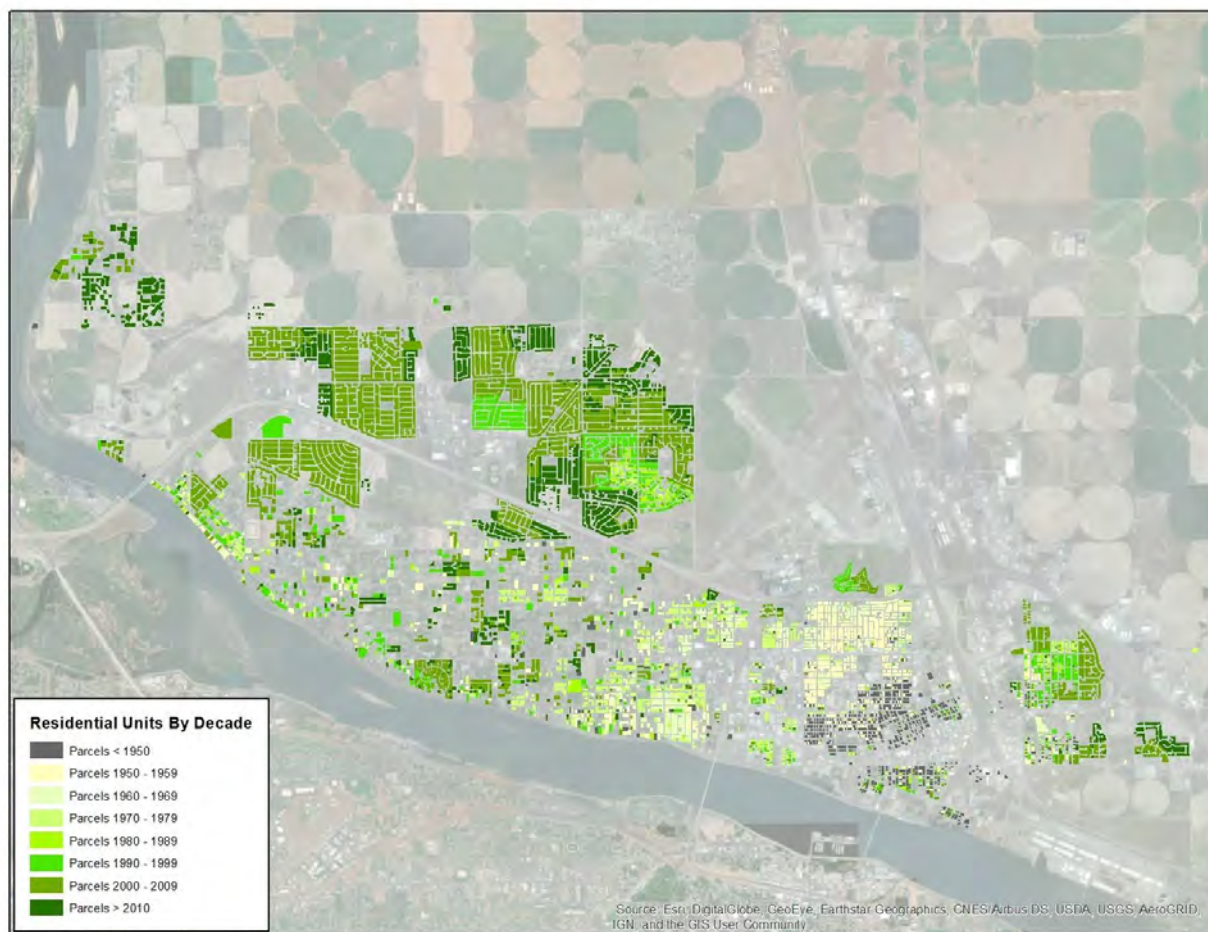 Residential Units By Decade
Parcels < 1950
Parcels 1950 - 1959
Parcels 1960 - 1969
Parcels 1970 - 1979
Parcels 1980 - 1989
Parcels 1990 - 1999
Parcels 2000 - 2009
Parcels > 2010
Source: Esri, DigitalGlobe, GeoEye, Earthstar Geographics, CNES/Airbus DS, USDA, USGS, AeroGRID,
IGN, and the GIS User Community